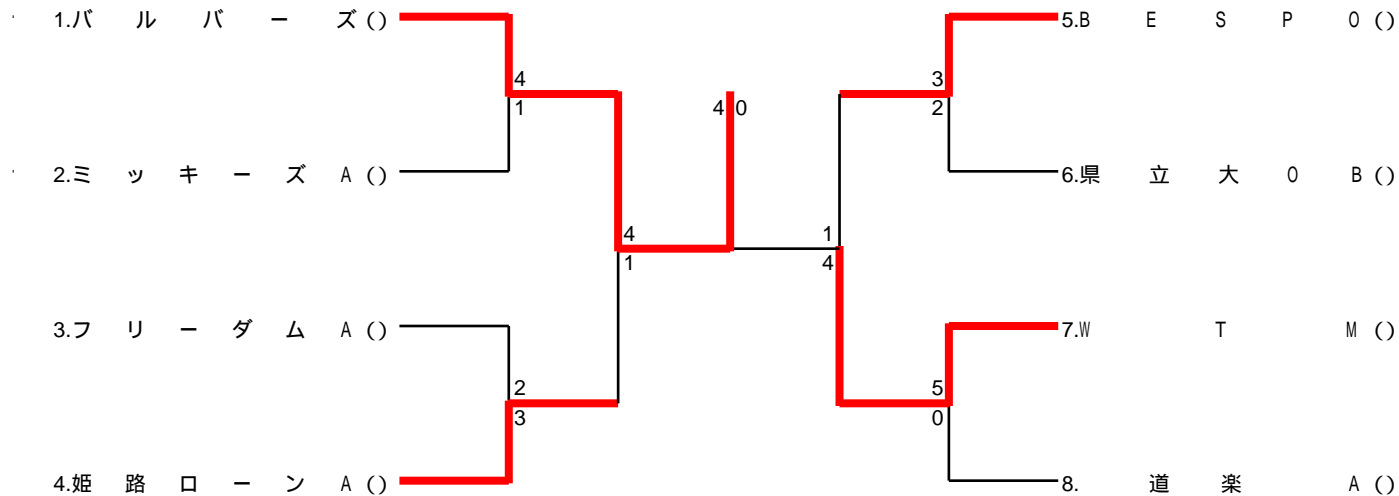 1.バルバーズ()
5.BESPO()
4
3
1
4 0
2
2.ミッキーズA()
6.県立大OB()
4
1
1
4
3.フリーダムA()
7.WTM()
2
5
3
0
4.姫路ローンA()
8.道楽A()